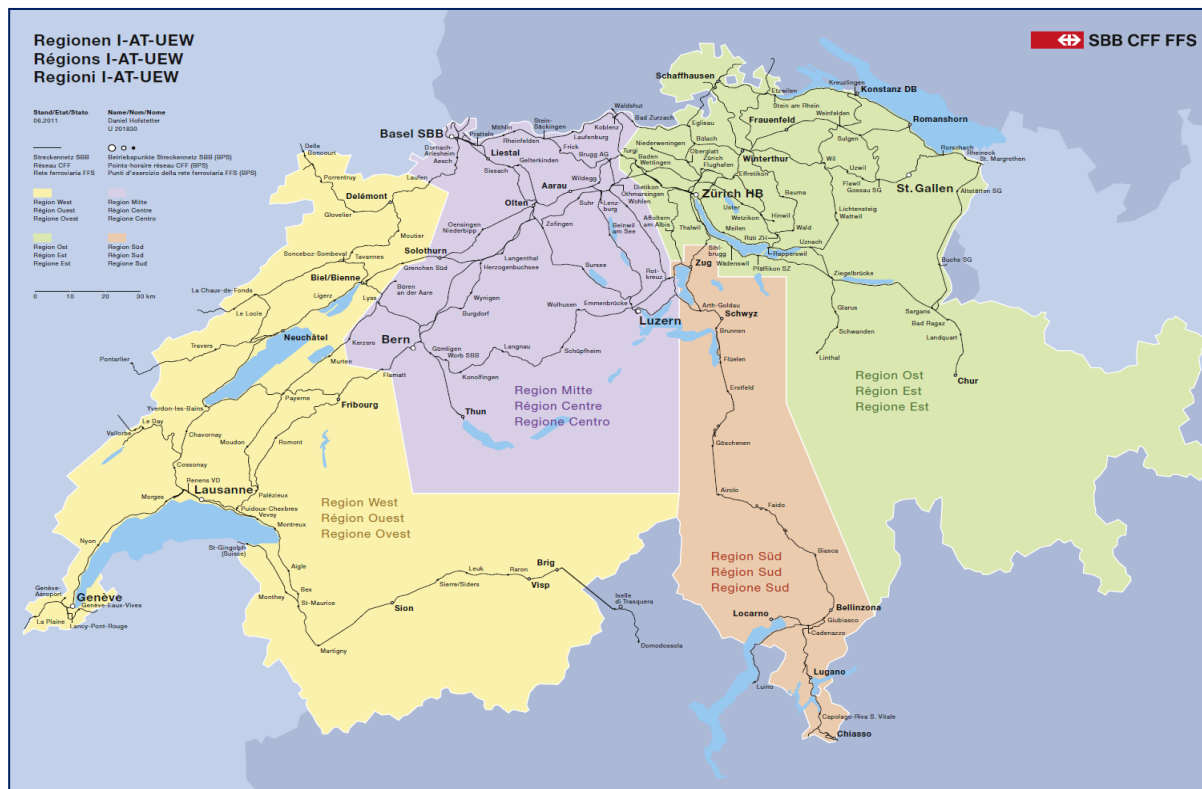 Regionen I-AT-UEW
Régions I-AT-UEW
Regioni I-AT-UEW
SBB CFF FFS
Stand/Etat/Stato
06.2011
Name/Nom/Nome
Daniel Hofstetter
U 201830
Streckennetz SBB
Réseau CFF
Rete ferroviaria FFS
Betriebspunkte Streckennetz SBB (BPS)
Points-horaire réseau CFF (BPS)
Punti d'esercizio della rete ferroviaria FFS (BPS)
Region West
Région Ouest
Regione Ovest
Region Mitte
Région Centre
Regione Centro
Region Ost
Région Est
Regione Est
Region Süd
Région Sud
Regione Sud
0 10 20 30 km
Schaffhausen
Etzwilen
Kreuzlingen
Konstanz DB
Stein am Rhein
Weinfelden
Waldshut
Bad Zurzach
Eglisau
Frauenfeld
Romanshorn
Basel SBB
Pratteln
Möhlin
Rheinfelden
Stein-
Säckingen
Laufenburg
Koblenz
Bülach
Sulgen
Rorschach
Rheineck
St. Margrethen
Delle
Boncourt
Dornach-
Arlesheim
Aesch
Liestal
Gelterkinden
Sissach
Frick
Brugg AG
Turgi
Niederweningen
Baden
Wettingen
Oberglatt
Zürich
Flughafen
Winterthur
Effretikon
Wil
Uzwil
Flawil
Gossau SG
St. Gallen
Altstätten SG
Porrentruy
Laufen
Delémont
Glovelier
Aarau
Wildegg
Olten
Suhr
Lenz-
burg
Dietikon
Othmarsingen
Wohlen
Zürich HB
Uster
Wetzikon
Bauma
Hinwil
Wald
Meilen
Rüti ZH
Lichtensteig
Wattwil
Moutier
Oensingen
Niederbipp
Zofingen
Beinwil
am See
Affoltern
am Albis
Thalwil
Sihl-
brugg
Wädenswil
Rapperswil
Pfäffikon SZ
Uznach
Ziegelbrücke
Buchs SG
Sonceboz-Sombeval
Tavannes
Solothurn
Grenchen Süd
Langenthal
Herzogenbuchsee
Sursee
Rot-
kreuz
Zug
La Chaux-de-Fonds
Biel/Bienne
Ligerz
Lyss
Büren
an der Aare
Wynigen
Burgdorf
Wolhusen
Emmenbrücke
Luzern
Arth-Goldau
Schwyz
Brunnen
Glarus
Schwanden
Linthal
Sargans
Bad Ragaz
Landquart
Chur
Le Locle
Neuchâtel
Travers
Pontarlier
Kerzers
Bern
Gümligen
Worb SBB
Langnau
Schüpfheim
Konolfingen
Flüelen
Erstfeld
Murten
Flamatt
Fribourg
Thun
Region Mitte
Région Centre
Regione Centro
Region Ost
Région Est
Regione Est
Yverdon-les-Bains
Payerne
Le Day
Vallorbe
Chavornay
Moudon
Romont
Göschenen
Cossonay
Renens VD
Morges
Lausanne
Palézieux
Puidoux-Chexbres
Vevey
Montreux
Region West
Région Ouest
Regione Ovest
Airolo
Faido
Biasca
Nyon
St-Gingolph
(Suisse)
Aigle
Bex
Monthey
St-Maurice
Martigny
Sion
Sierre/Siders
Leuk
Raron
Visp
Brig
Iselle
di Trasquera
Domodossola
Region Süd
Région Sud
Regione Sud
Genève-
Aéroport
Genève
Genève-Eaux-Vives
La Plaine
Lancy-Pont-Rouge
Locarno
Bellinzona
Giubiasco
Cadenazzo
Luino
Lugano
Capolago-Riva S. Vitale
Chiasso